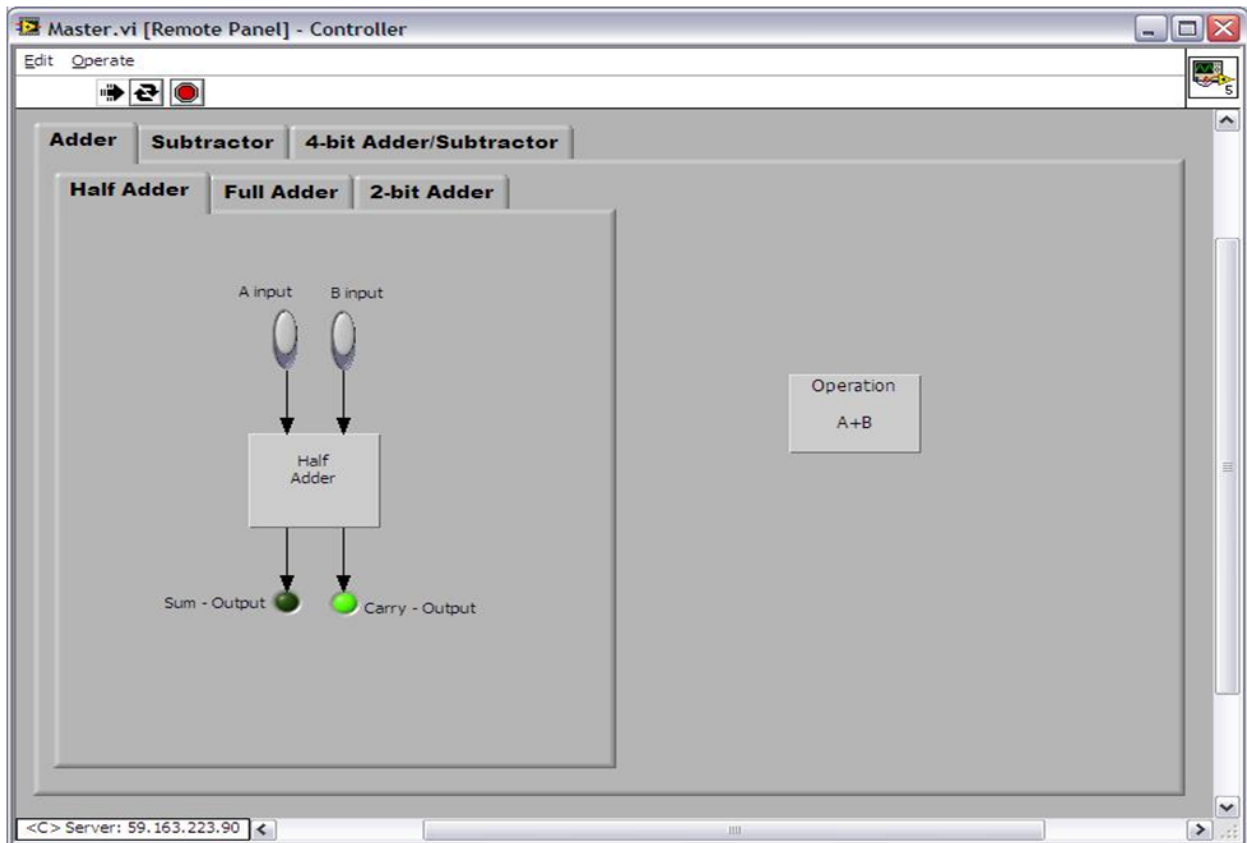 Master.vi [Remote Panel] - Controller
Edit Operate
5
Adder Subtractor 4-bit Adder/Subtractor
Half Adder Full Adder 2-bit Adder
A input B input
Operation
A+B
Half
Adder
Sum - Output Carry - Output
<C> Server: 59.163.223.90